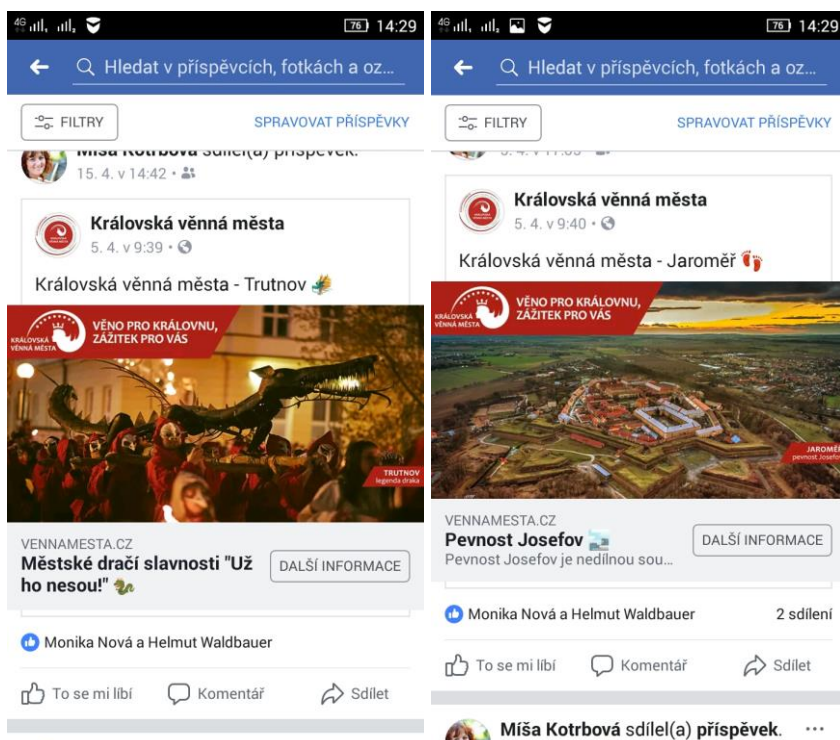 4G 76 14:29
Hledat v příspěvcích, fotkách a oz...
FILTRY SPRAVOVAT PŘÍSPĚVKY
Míša Kotrbová sdílel(a) příspěvek.
15. 4. v 14:42
Královská věnná města
5. 4. v 9:39
Královská věnná města - Trutnov
KRÁLOVSKÁ
VĚNNÁ MĚSTA
VĚNO PRO KRÁLOVNU,
ZÁŽITEK PRO VÁS
TRUTNOV
legenda draka
VENNAMESTA.CZ
Městské dračí slavnosti "Už
ho nesou!"
DALŠÍ INFORMACE
Monika Nová a Helmut Waldbauer
To se mi líbí Komentář Sdílet
4G 76 14:29
Hledat v příspěvcích, fotkách a oz...
FILTRY SPRAVOVAT PŘÍSPĚVKY
Královská věnná města
5. 4. v 9:40
Královská věnná města - Jaroměř
KRÁLOVSKÁ
VĚNNÁ MĚSTA
VĚNO PRO KRÁLOVNU,
ZÁŽITEK PRO VÁS
JAROMĚŘ
pevnost Josefov
VENNAMESTA.CZ
Pevnost Josefov
Pevnost Josefov je nedílnou sou...
DALŠÍ INFORMACE
Monika Nová a Helmut Waldbauer 2 sdílení
To se mi líbí Komentář Sdílet
Míša Kotrbová sdílel(a) příspěvek.